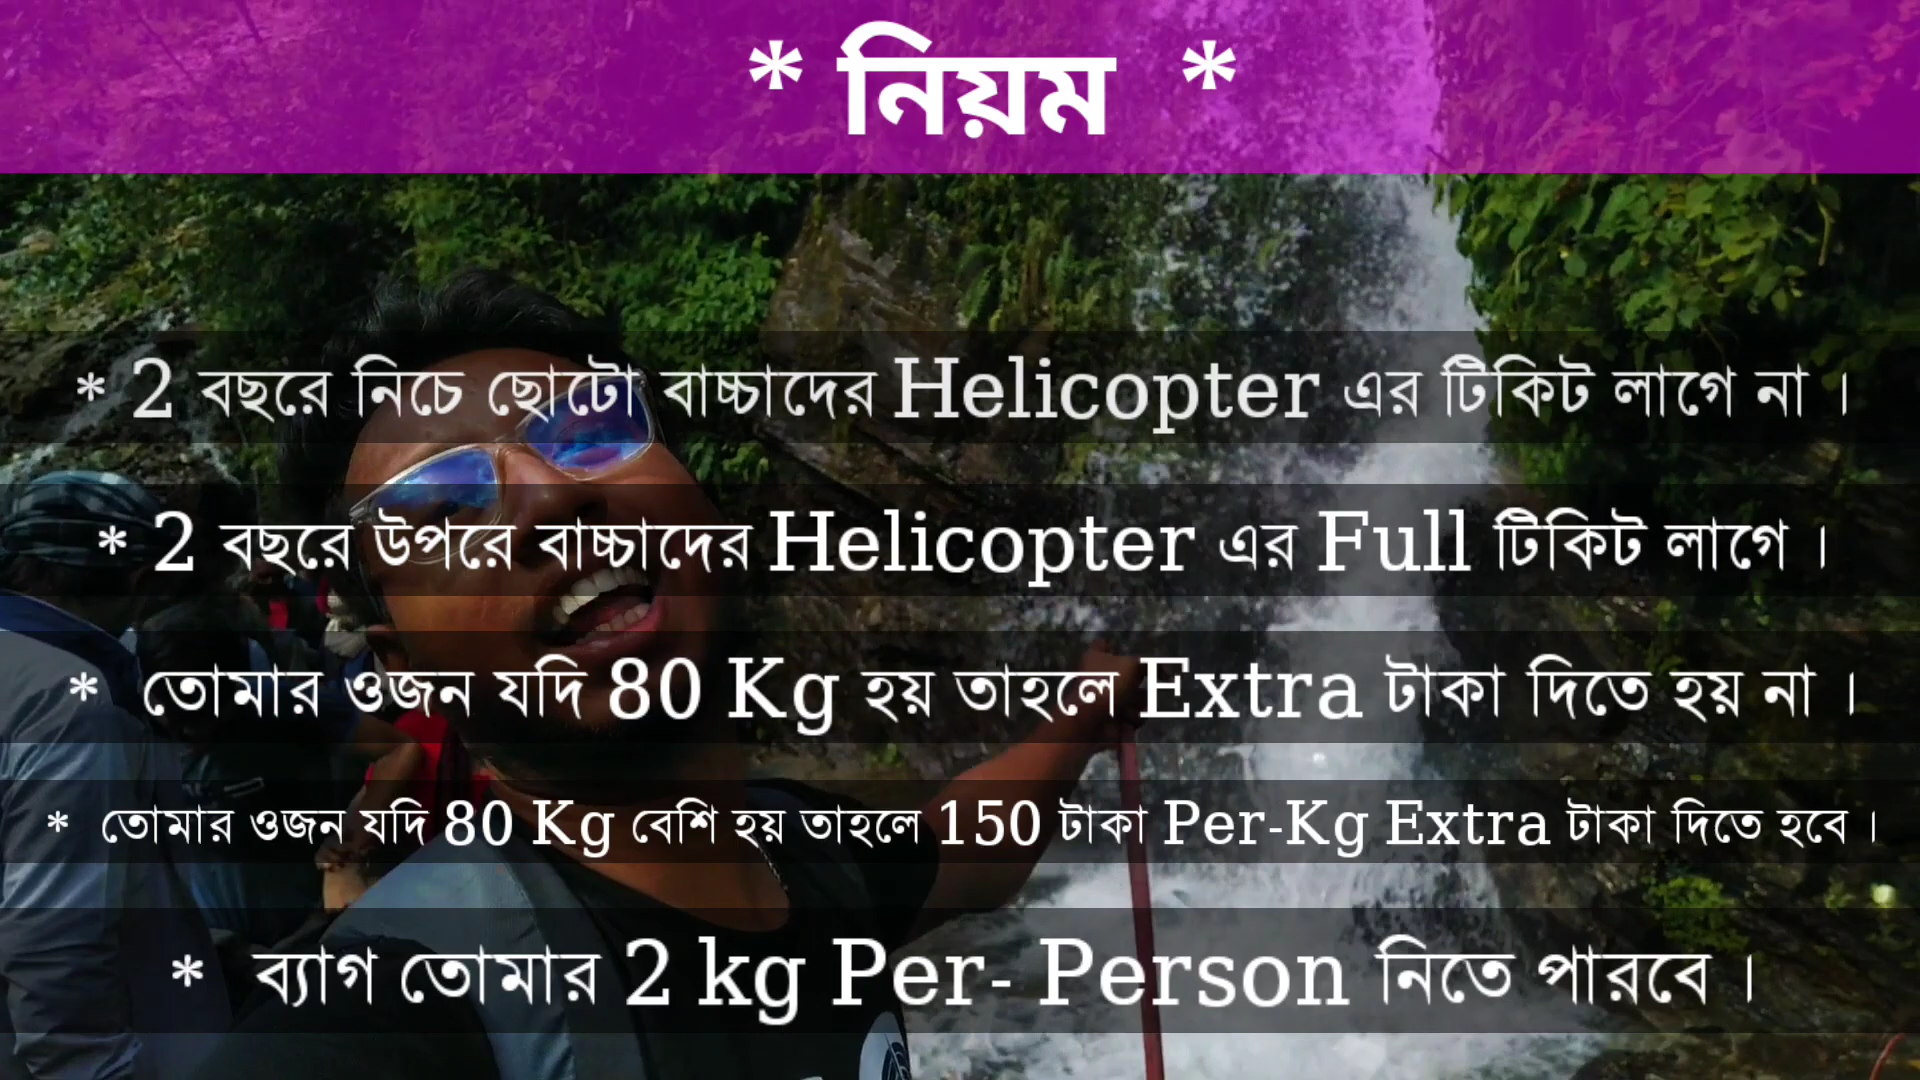 * নিয়ম *
* 2 বছরে নিচে ছোটো বাচ্চাদের Helicopter এর টিকিট লাগে না ।
* 2 বছরে উপরে বাচ্চাদের Helicopter এর Full টিকিট লাগে ।
* তোমার ওজন যদি 80 Kg হয় তাহলে Extra টাকা দিতে হয় না ।
* তোমার ওজন যদি 80 Kg বেশি হয় তাহলে 150 টাকা Per-Kg Extra টাকা দিতে হবে ।
* ব্যাগ তোমার 2 kg Per- Person নিতে পারবে ।